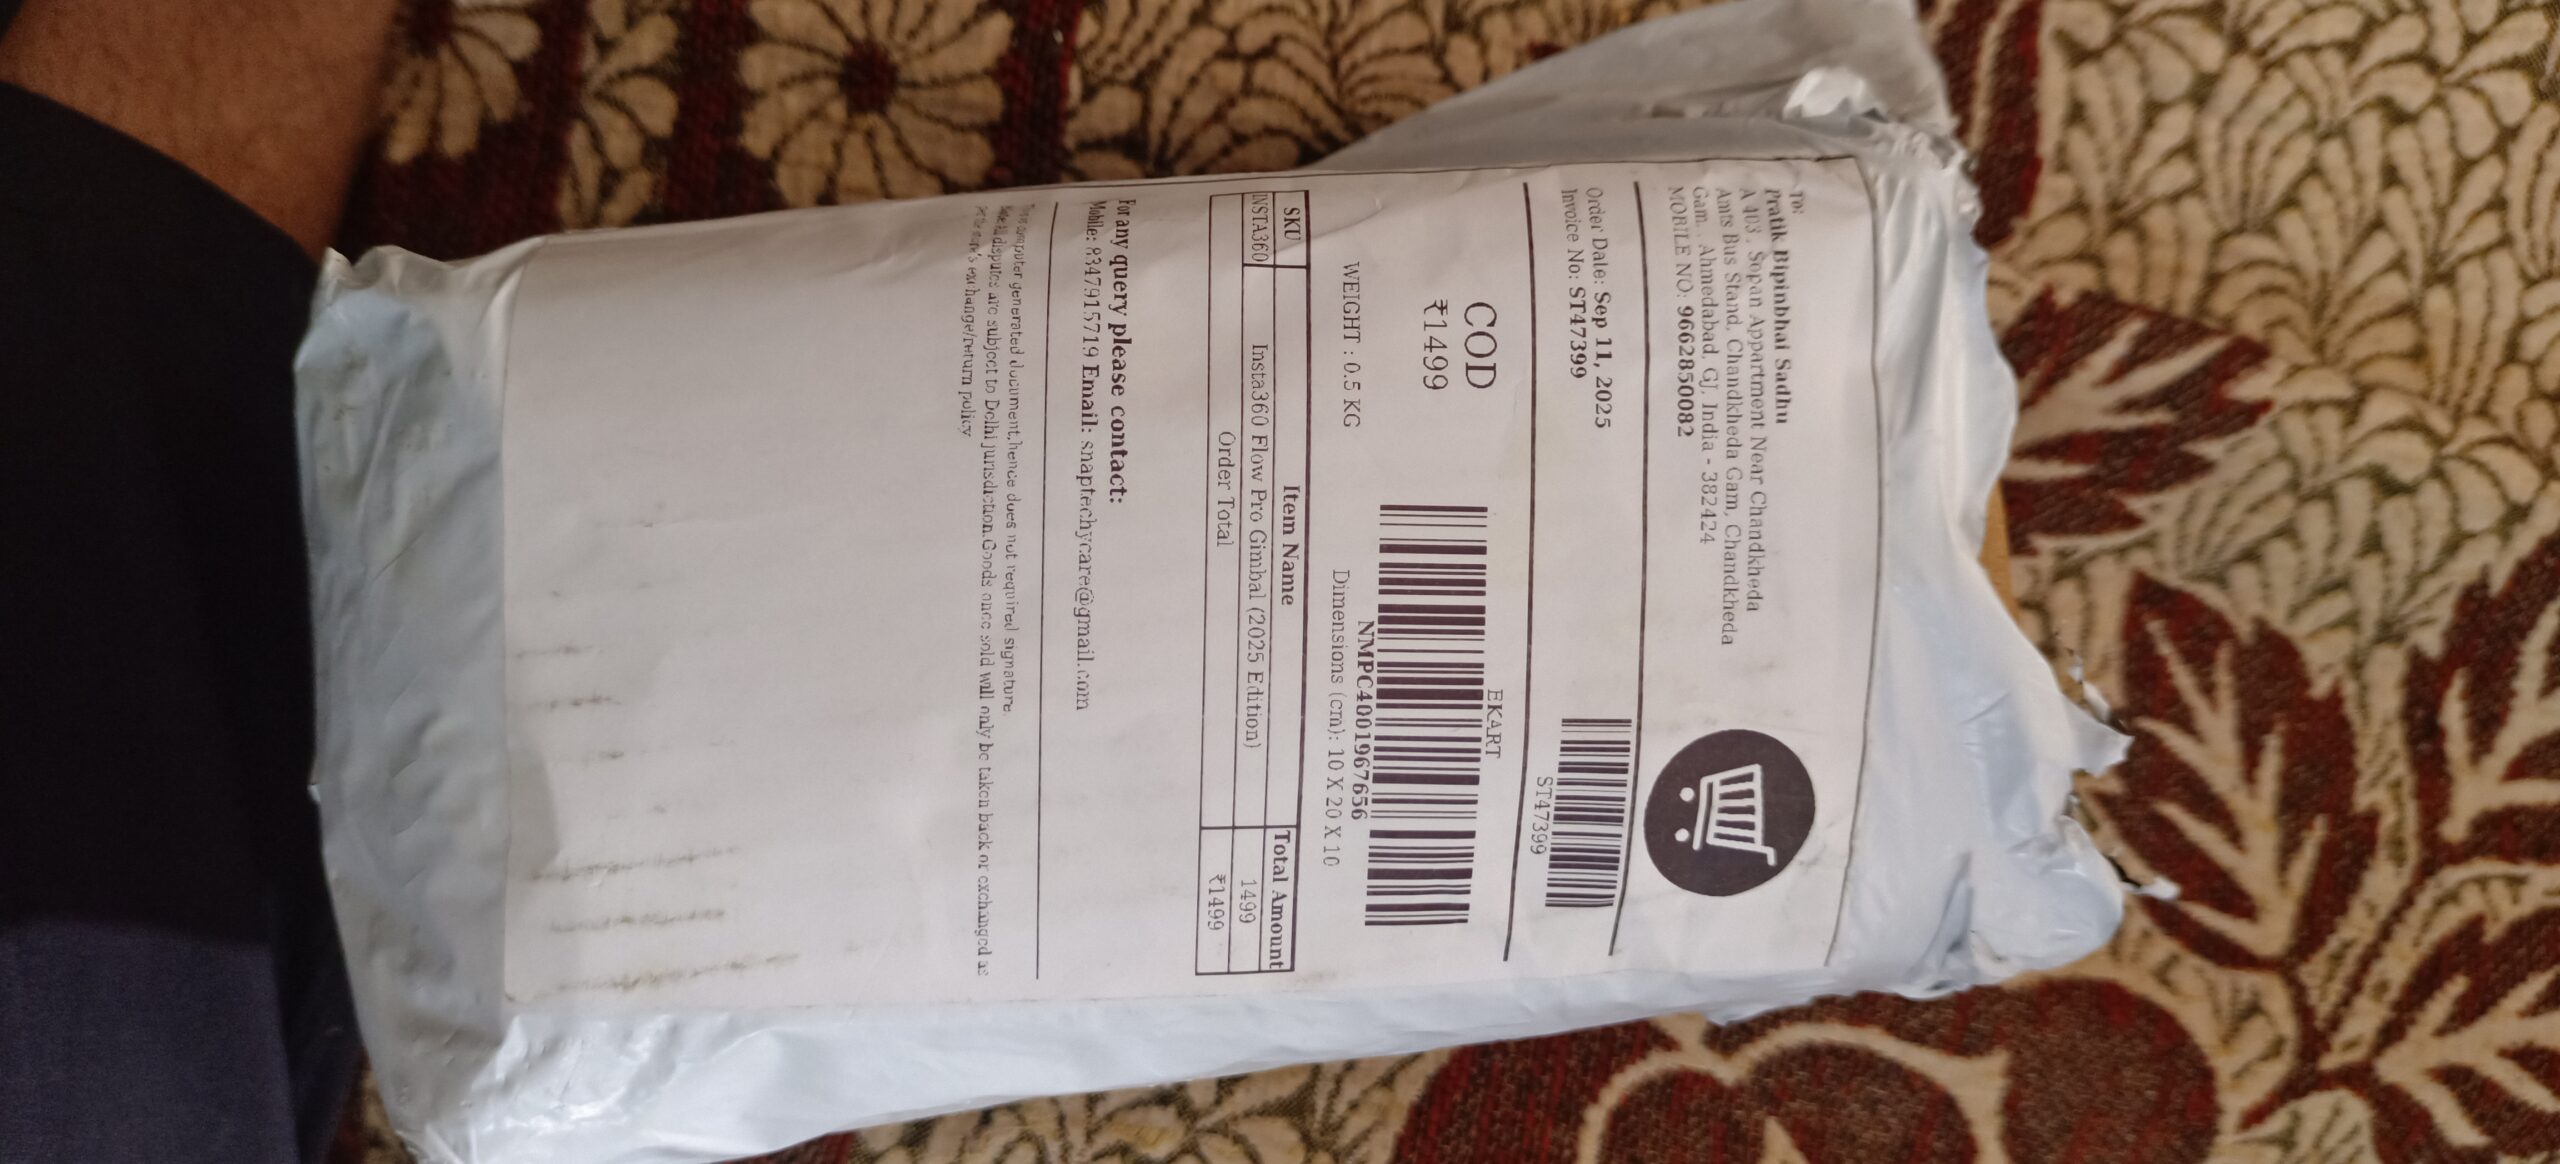 To:
Pratik Bipinbhai Sadhu
A 403 , Sopan Appartment Near Chandkheda
Amts Bus Stand, Chandkheda Gam, Chandkheda
Gam, , Ahmedabad, GJ, India - 382424
MOBILE NO: 9662850082
Order Date: Sep 11, 2025
Invoice No: ST47399
ST47399
COD
₹1499
EKART
NMPC4001967656
WEIGHT : 0.5 KG
Dimensions (cm): 10 X 20 X 10
SKU Item Name Total Amount
INSTA360 Insta360 Flow Pro Gimbal (2025 Edition) 1499
Order Total ₹1499
For any query please contact:
Mobile: 8347915719 Email: snaptechycare@gmail.com
computer generated document,hence does not required signature.
disputes are subject to Delhi jurisdiction.Goods once sold will only be taken back or exchanged as
per the store's exchange/return policy